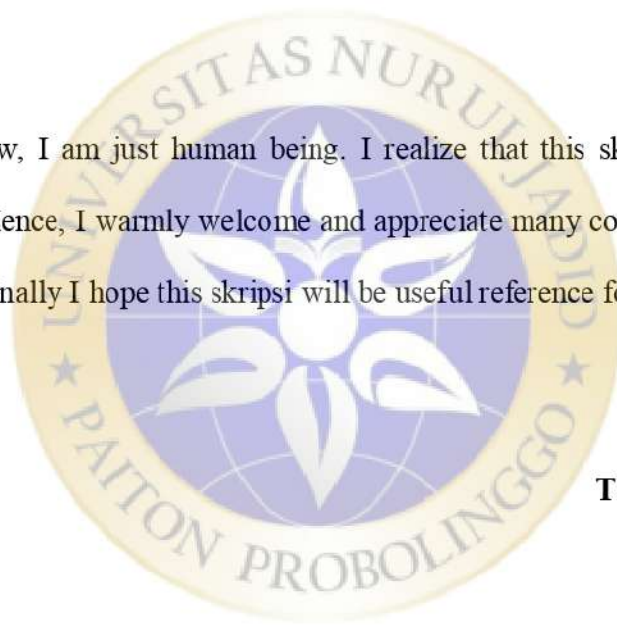 UNIVERSITAS NURUL JADID
w, I am just human being. I realize that this sk
ence, I warmly welcome and appreciate many co
nally I hope this skripsi will be useful reference fo
T
PAITON PROBOLINGGO